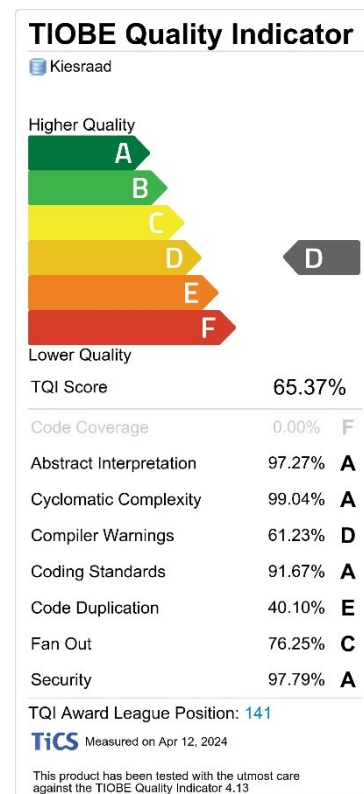 TIOBE Quality Indicator
Kiesraad
Higher Quality
A
B
C
D D
E
F
Lower Quality
TQI Score 65.37%
Code Coverage 0.00% F
Abstract Interpretation 97.27% A
Cyclomatic Complexity 99.04% A
Compiler Warnings 61.23% D
Coding Standards 91.67% A
Code Duplication 40.10% E
Fan Out 76.25% C
Security 97.79% A
TQI Award League Position: 141
TiCS Measured on Apr 12, 2024
This product has been tested with the utmost care
against the TIOBE Quality Indicator 4.13